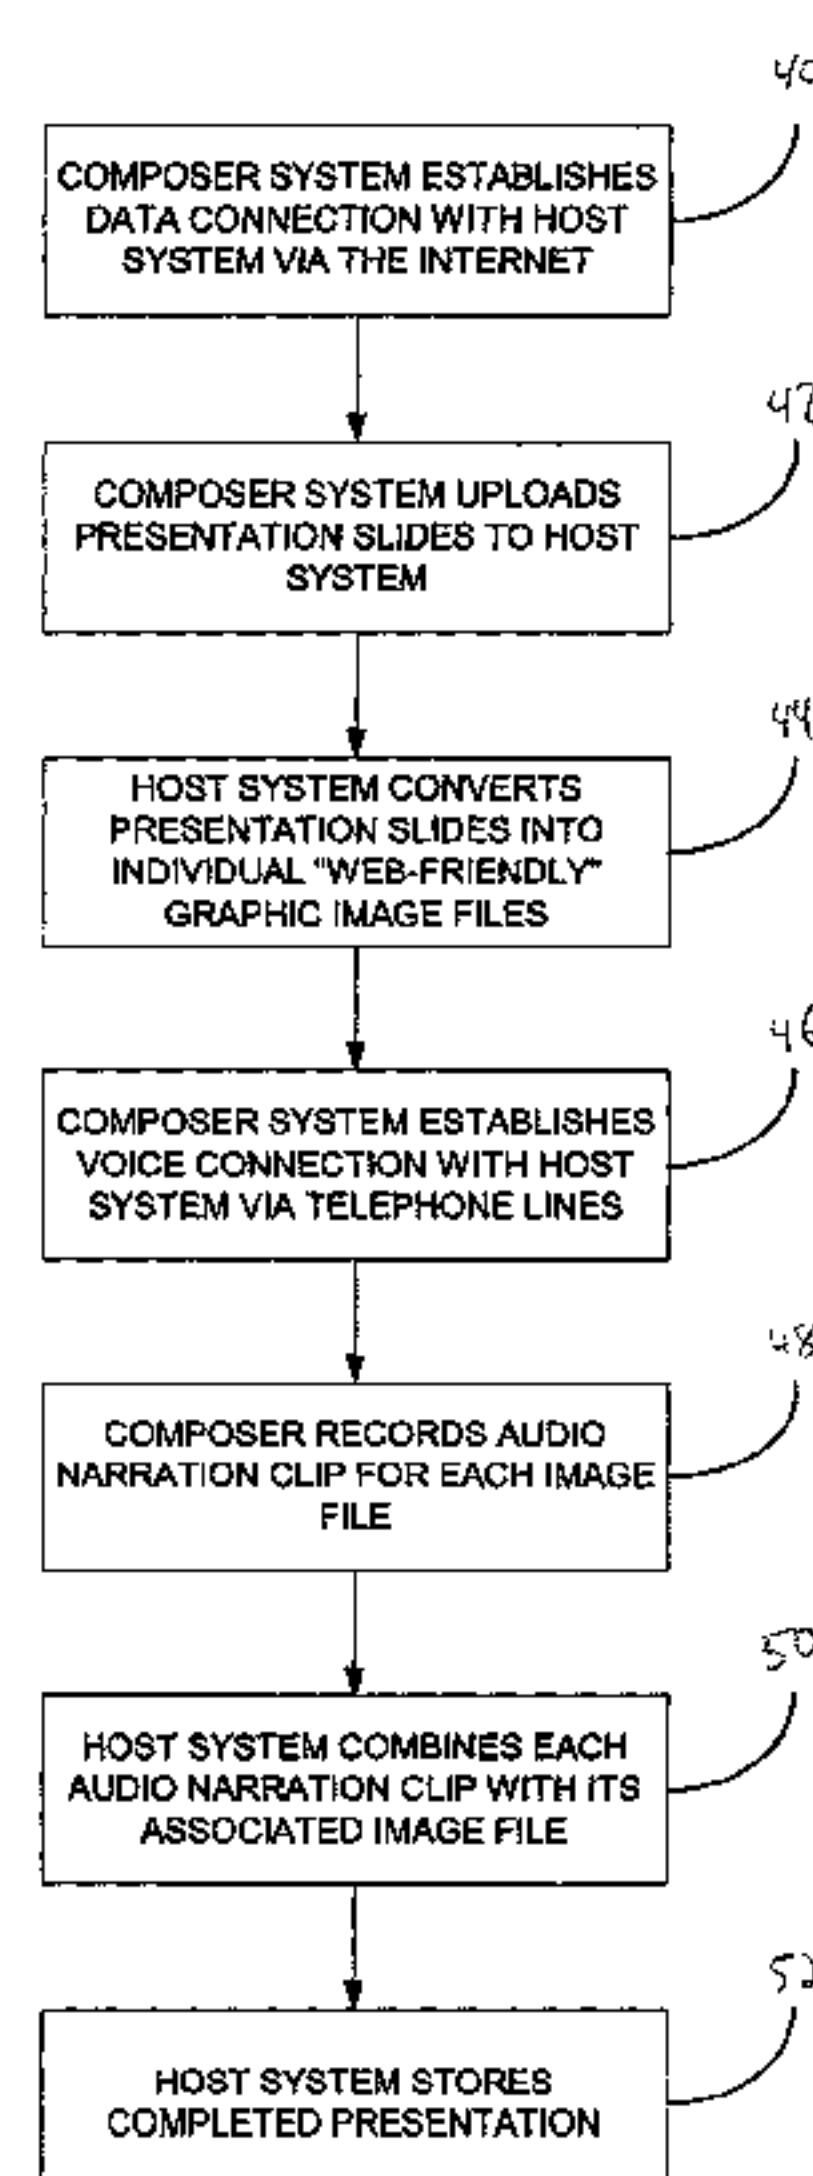 40
COMPOSER SYSTEM ESTABLISHES
DATA CONNECTION WITH HOST
SYSTEM VIA THE INTERNET
42
COMPOSER SYSTEM UPLOADS
PRESENTATION SLIDES TO HOST
SYSTEM
44
HOST SYSTEM CONVERTS
PRESENTATION SLIDES INTO
INDIVIDUAL "WEB-FRIENDLY"
GRAPHIC IMAGE FILES
46
COMPOSER SYSTEM ESTABLISHES
VOICE CONNECTION WITH HOST
SYSTEM VIA TELEPHONE LINES
48
COMPOSER RECORDS AUDIO
NARRATION CLIP FOR EACH IMAGE
FILE
50
HOST SYSTEM COMBINES EACH
AUDIO NARRATION CLIP WITH ITS
ASSOCIATED IMAGE FILE
52
HOST SYSTEM STORES
COMPLETED PRESENTATION